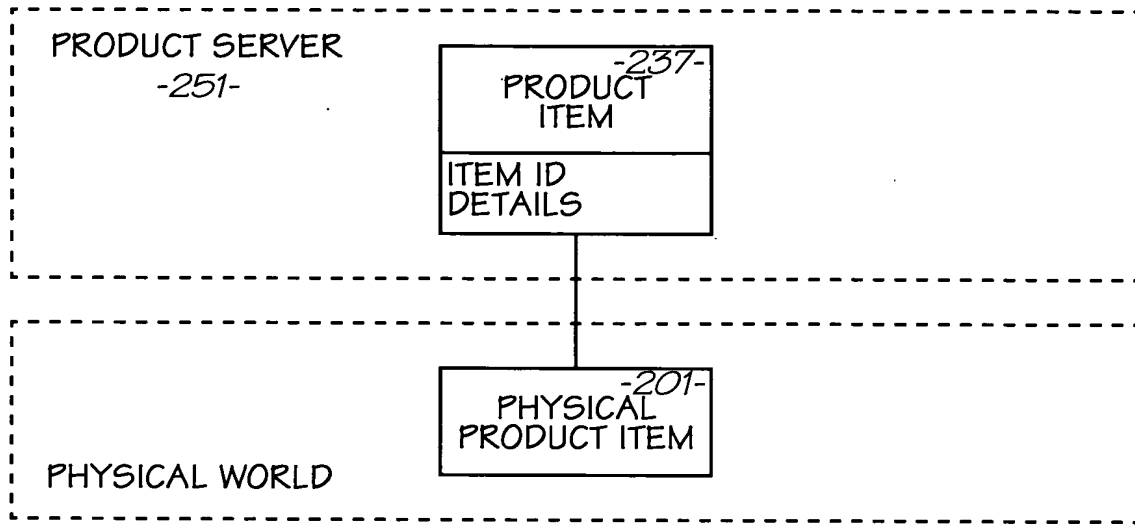 PRODUCT SERVER
-251-
-237-
PRODUCT
ITEM
ITEM ID
DETAILS
-201-
PHYSICAL
PRODUCT ITEM
PHYSICAL WORLD